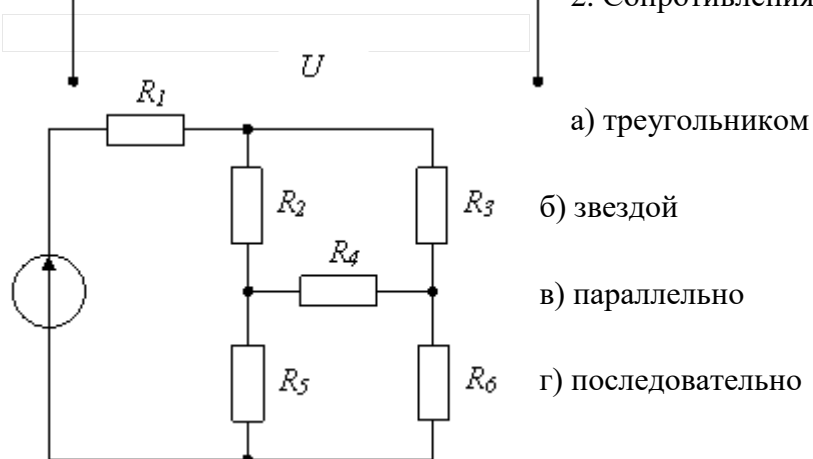 2. Сопротивления
U
R1
а) треугольником
R2
R3
б) звездой
R4
в) параллельно
R5
R6
г) последовательно